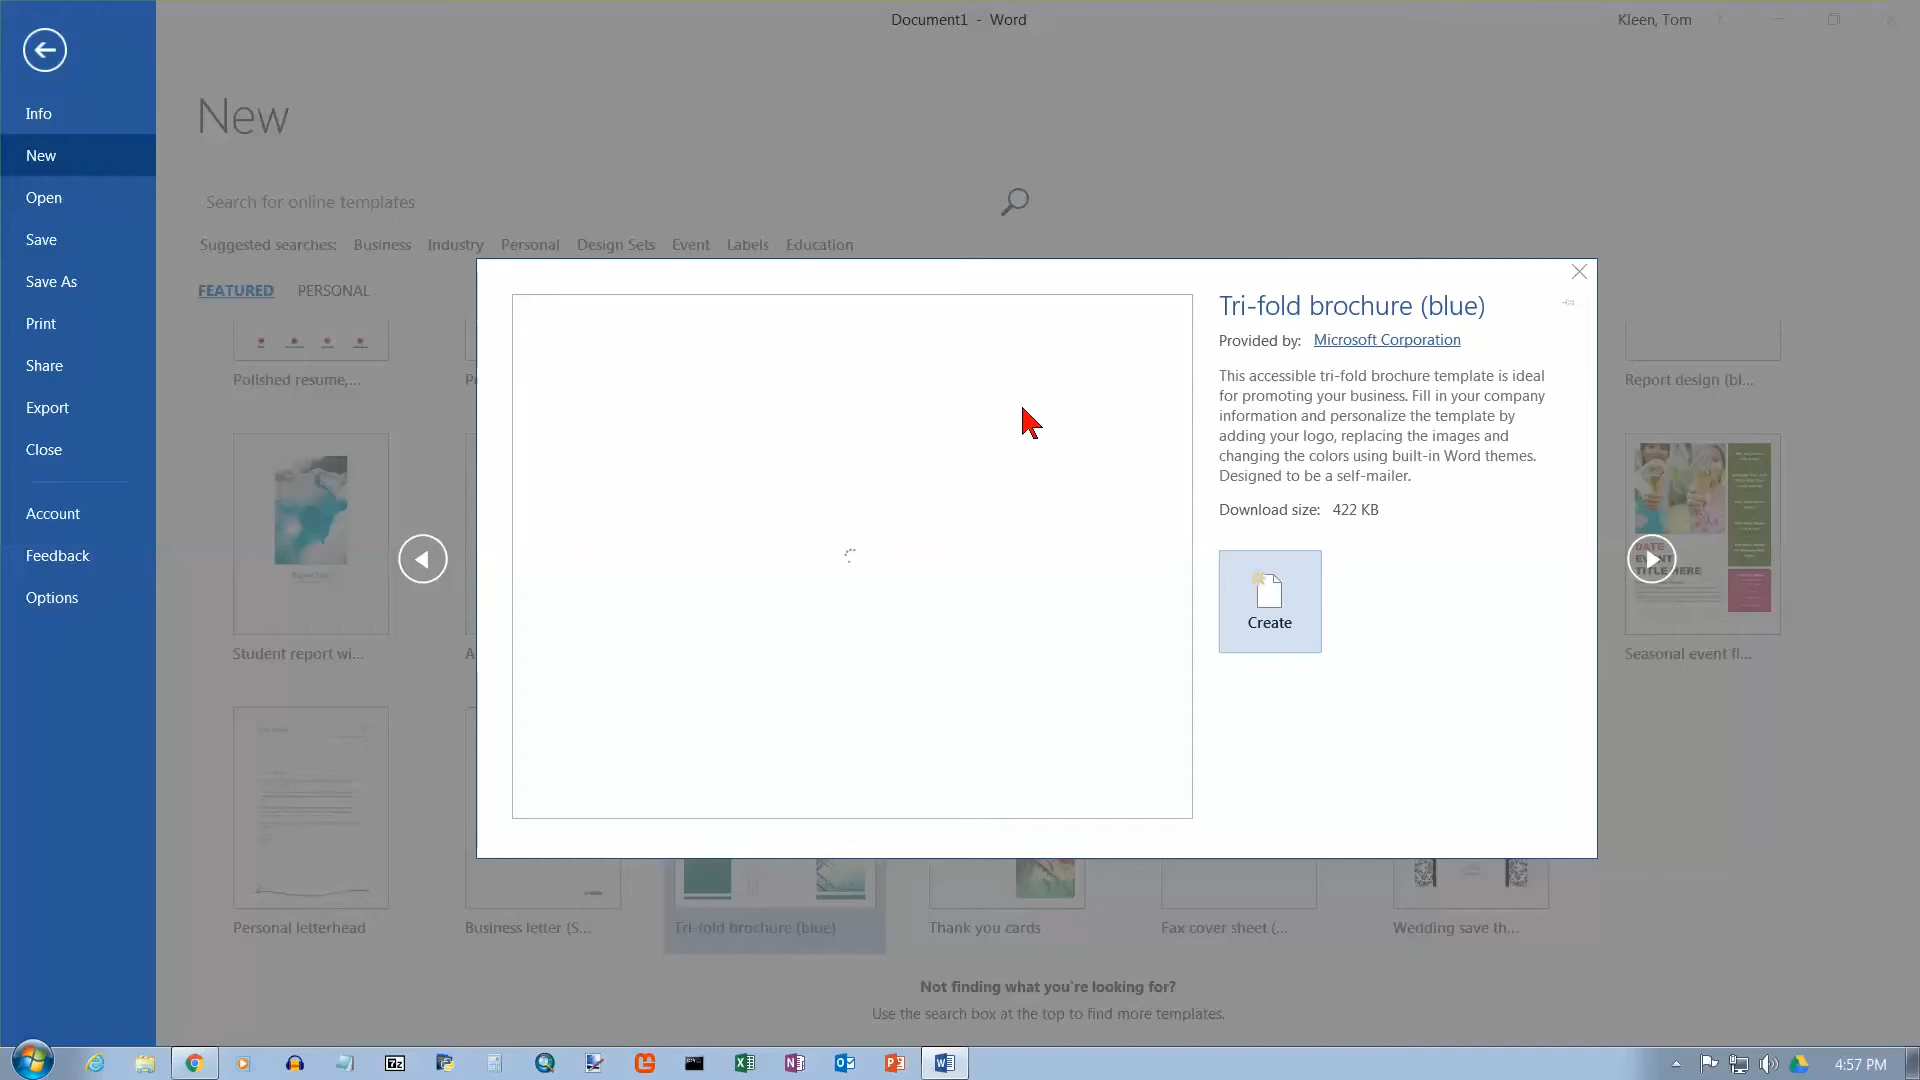 Document1 - Word
Kleen, Tom
Info
New
Open
Save
Save As
Print
Share
Export
Close
Account
Feedback
Options
New
Search for online templates
Suggested searches: Business Industry Personal Design Sets Event Labels Education
FEATURED PERSONAL
Tri-fold brochure (blue)
Provided by: Microsoft Corporation
This accessible tri-fold brochure template is ideal
for promoting your business. Fill in your company
information and personalize the template by
adding your logo, replacing the images and
changing the colors using built-in Word themes.
Designed to be a self-mailer.
Download size: 422 KB
Create
Polished resume,...
Report design (bl...
DATE
EVENT
TITLE HERE
Student report wi...
A
Seasonal event fl...
Personal letterhead
Business letter (S...
Tri-fold brochure (blue)
Thank you cards
Fax cover sheet (...
Wedding save th...
Not finding what you're looking for?
Use the search box at the top to find more templates.
4:57 PM